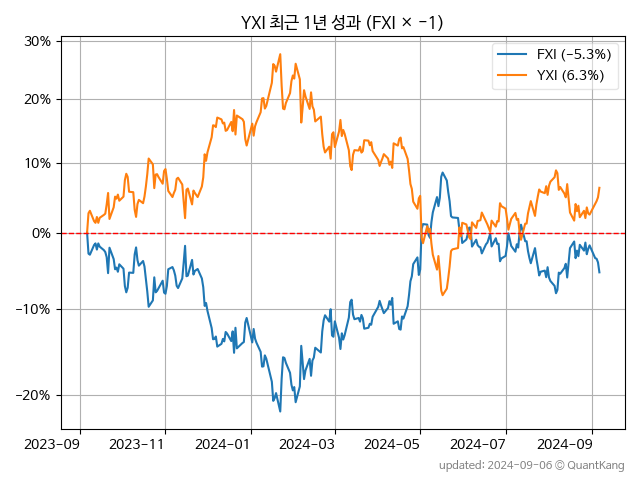 YXI 최근 1년 성과 (FXI × −1)
FXI (−5.3%)
YXI (6.3%)
30%
20%
10%
0%
−10%
−20%
2023-09 2023-11 2024-01 2024-03 2024-05 2024-07 2024-09
updated: 2024-09-06 © QuantKang